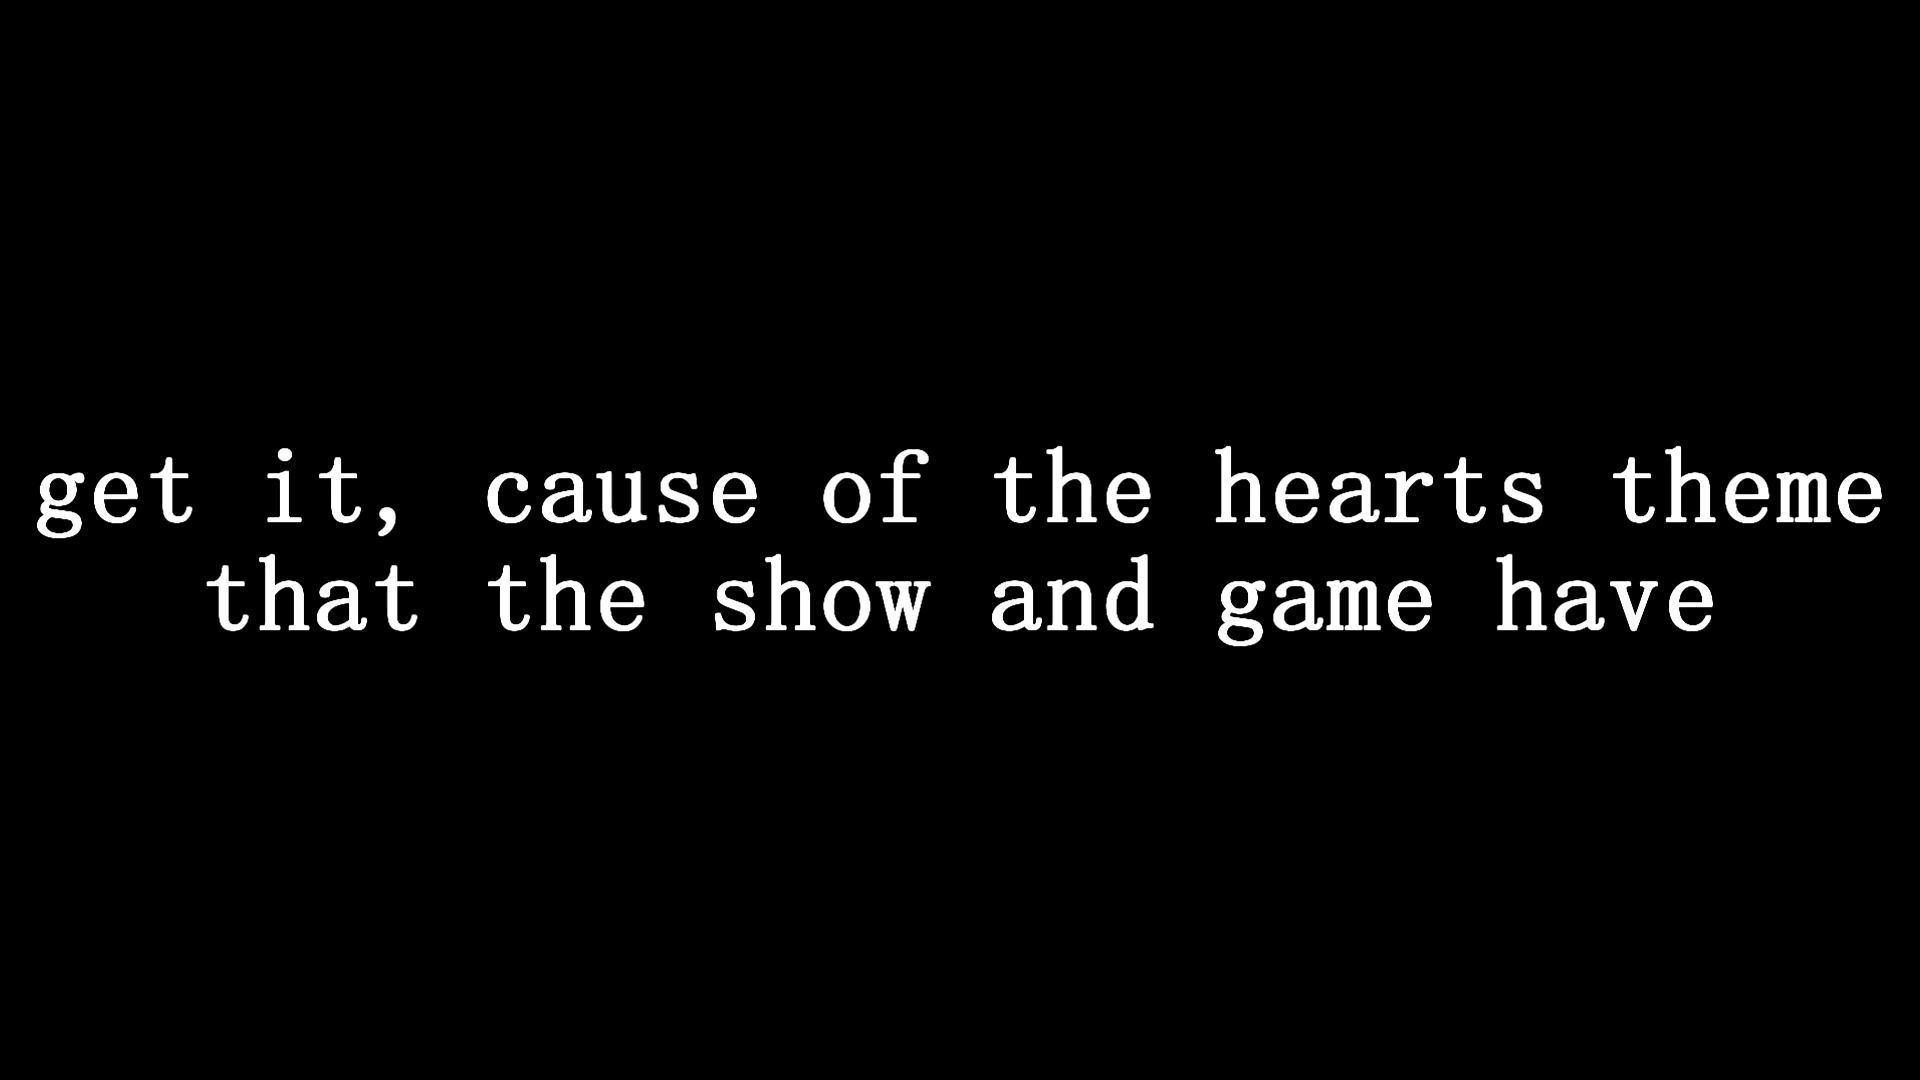 get it, cause of the hearts theme
that the show and game have